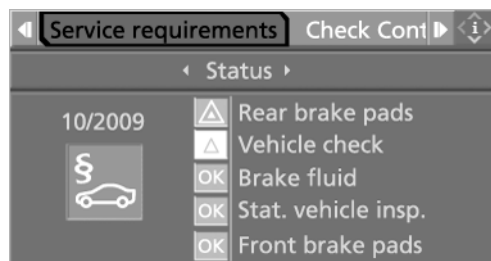 Service requirements Check Cont
Status
10/2009
§
Rear brake pads
Vehicle check
OK Brake fluid
OK Stat. vehicle insp.
OK Front brake pads